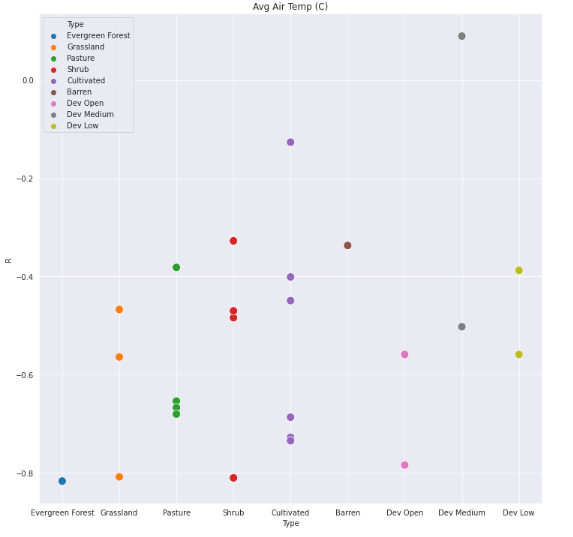 Avg Air Temp (C)
Type
Evergreen Forest
Grassland
Pasture
Shrub
Cultivated
Barren
Dev Open
Dev Medium
Dev Low
0.0
−0.2
−0.4
−0.6
−0.8
R
Evergreen Forest Grassland Pasture Shrub Cultivated Barren Dev Open Dev Medium Dev Low
Type